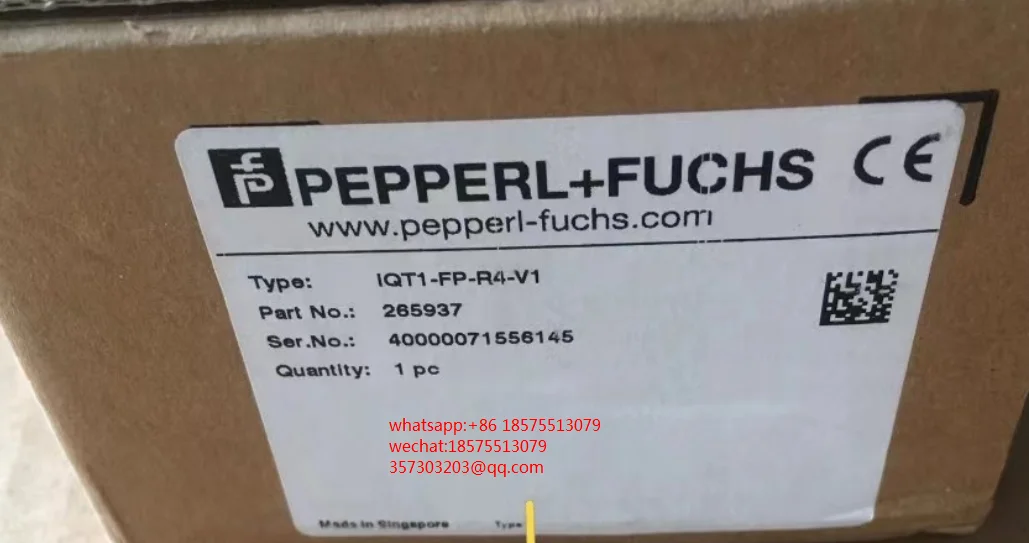 PEPPERL+FUCHS CE
www.pepperl-fuchs.com
Type: IQT1-FP-R4-V1
Part No.: 265937
Ser.No.: 40000071556145
Quantity: 1 pc
whatsapp:+86 18575513079
wechat:18575513079
357303203@qq.com
Made in Singapore Type